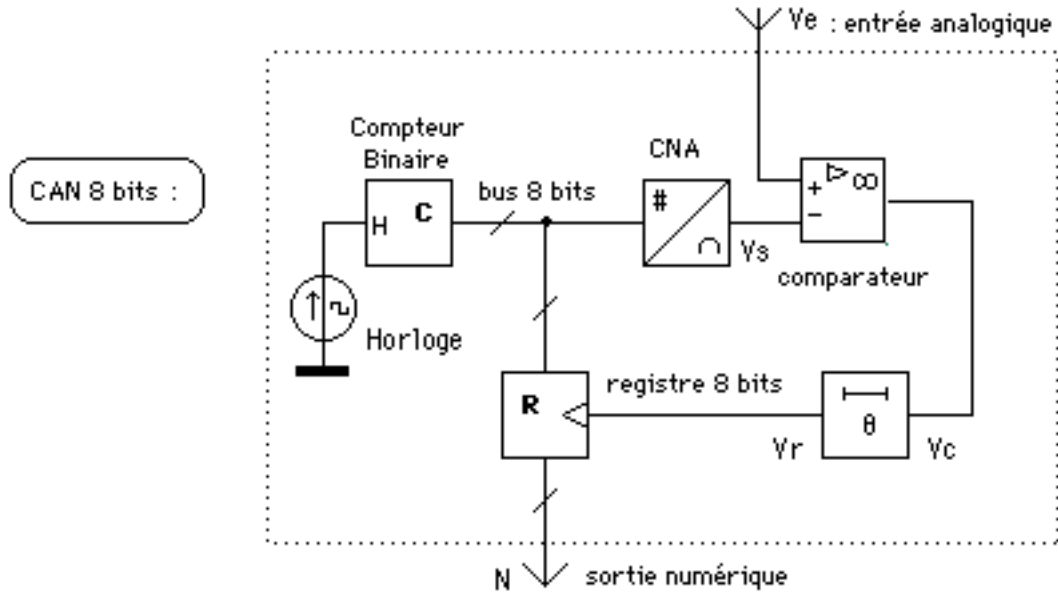 Ve : entrée analogique
Compteur
Binaire
CNA
CAN 8 bits :
bus 8 bits
#
+
∞
C
H
−
Vs
comparateur
Horloge
R
registre 8 bits
θ
Vr
Vc
N
sortie numérique